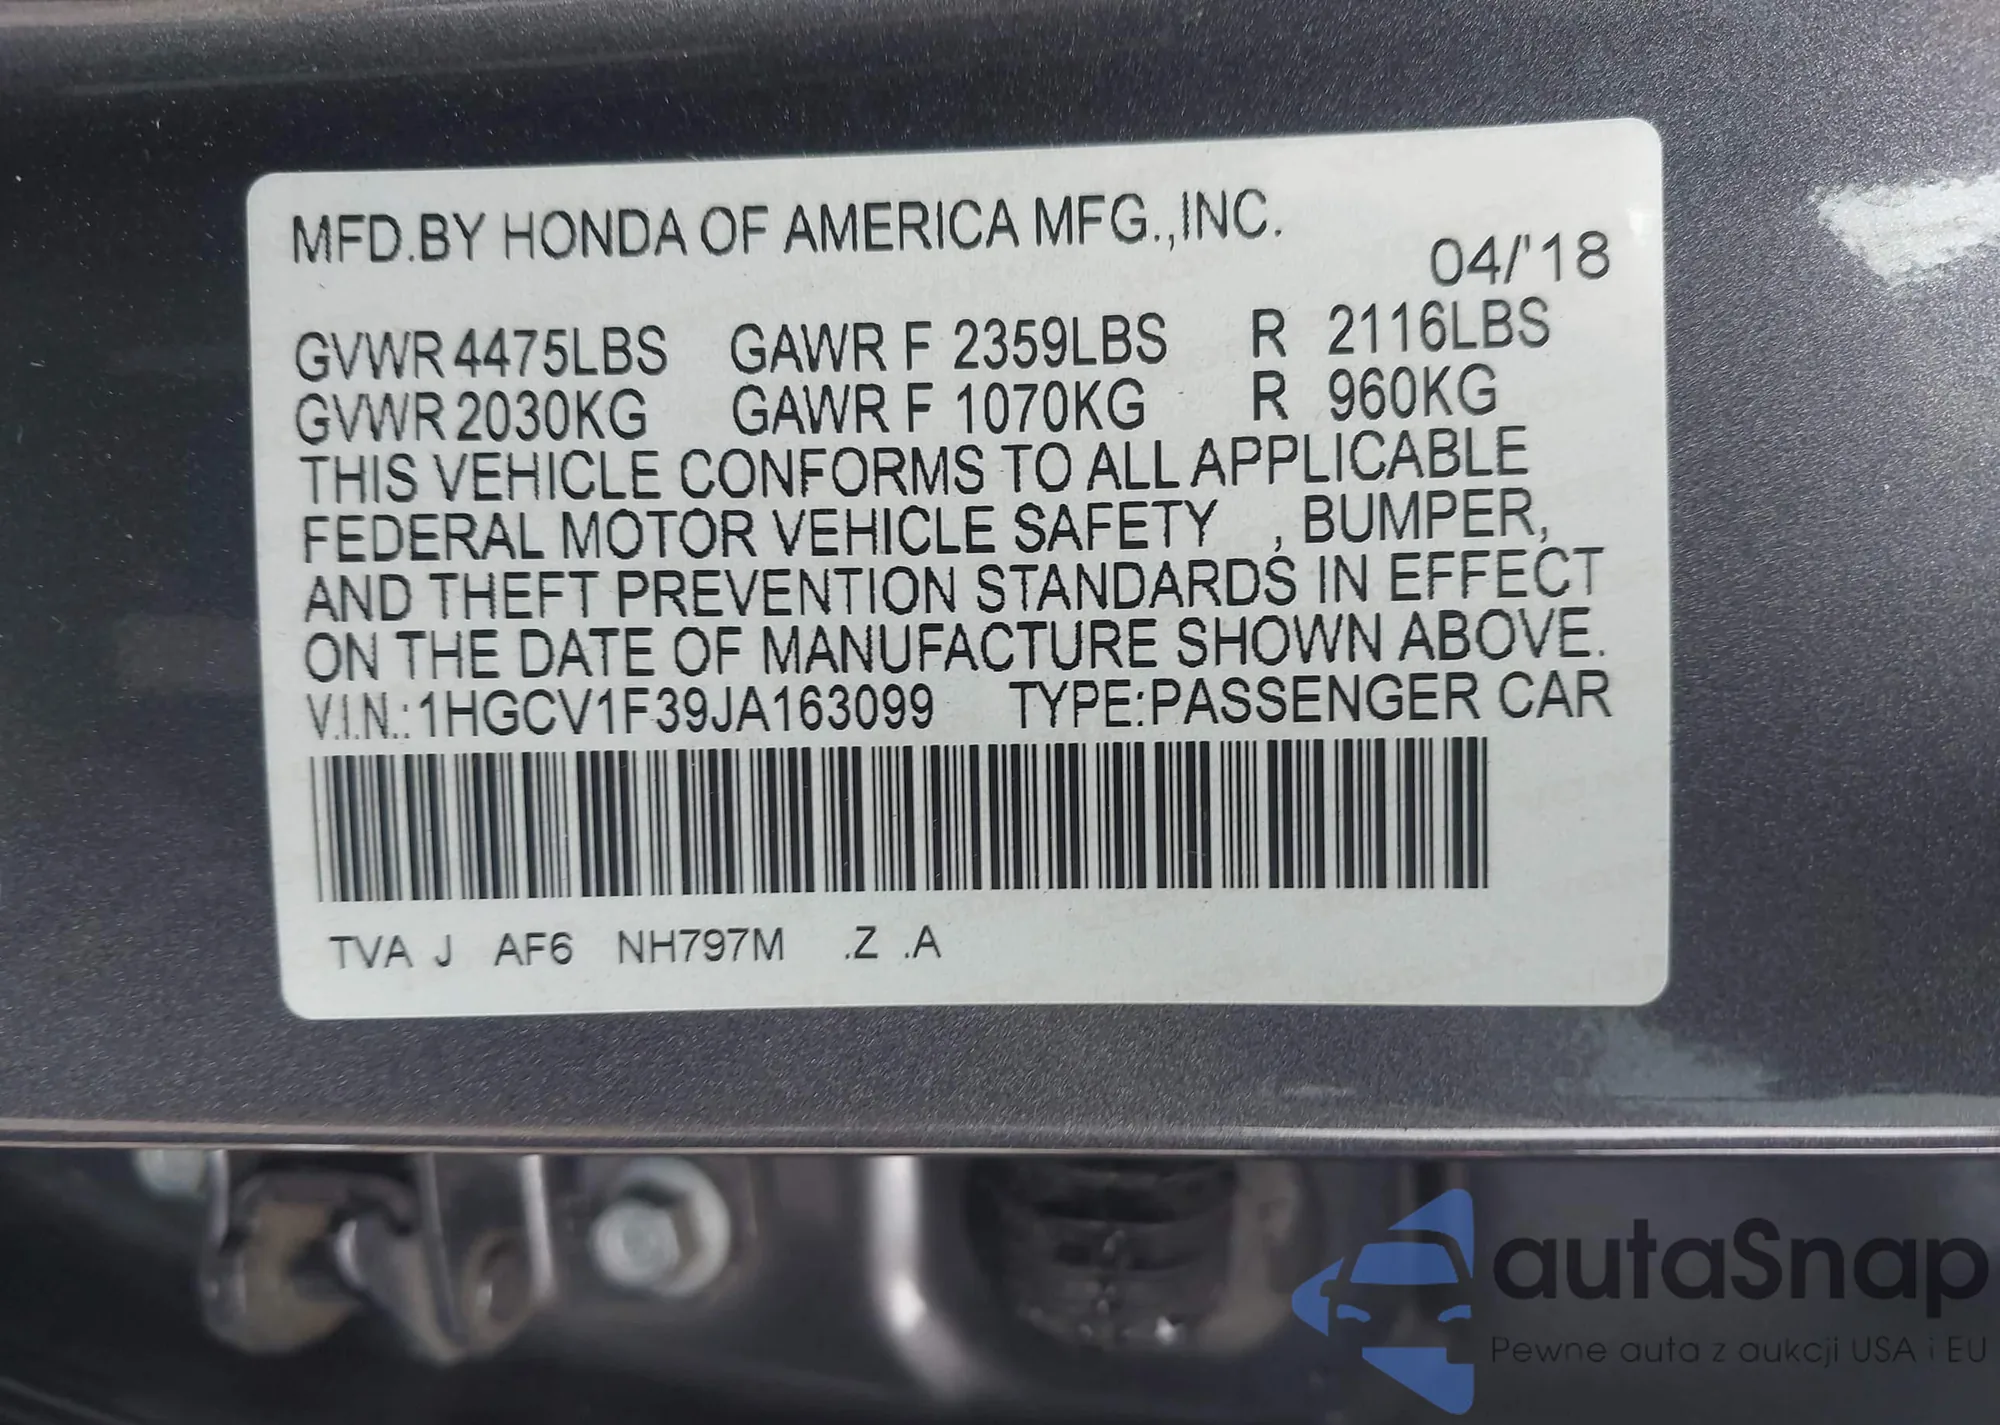 MFD.BY HONDA OF AMERICA MFG.,INC.
04/'18
GVWR 4475LBS GAWR F 2359LBS R 2116LBS
GVWR 2030KG GAWR F 1070KG R 960KG
THIS VEHICLE CONFORMS TO ALL APPLICABLE
FEDERAL MOTOR VEHICLE SAFETY , BUMPER,
AND THEFT PREVENTION STANDARDS IN EFFECT
ON THE DATE OF MANUFACTURE SHOWN ABOVE.
V.I.N.: 1HGCV1F39JA163099 TYPE:PASSENGER CAR
TVA J AF6 NH797M .Z .A
autaSnap
Pewne auta z aukcji USA i EU